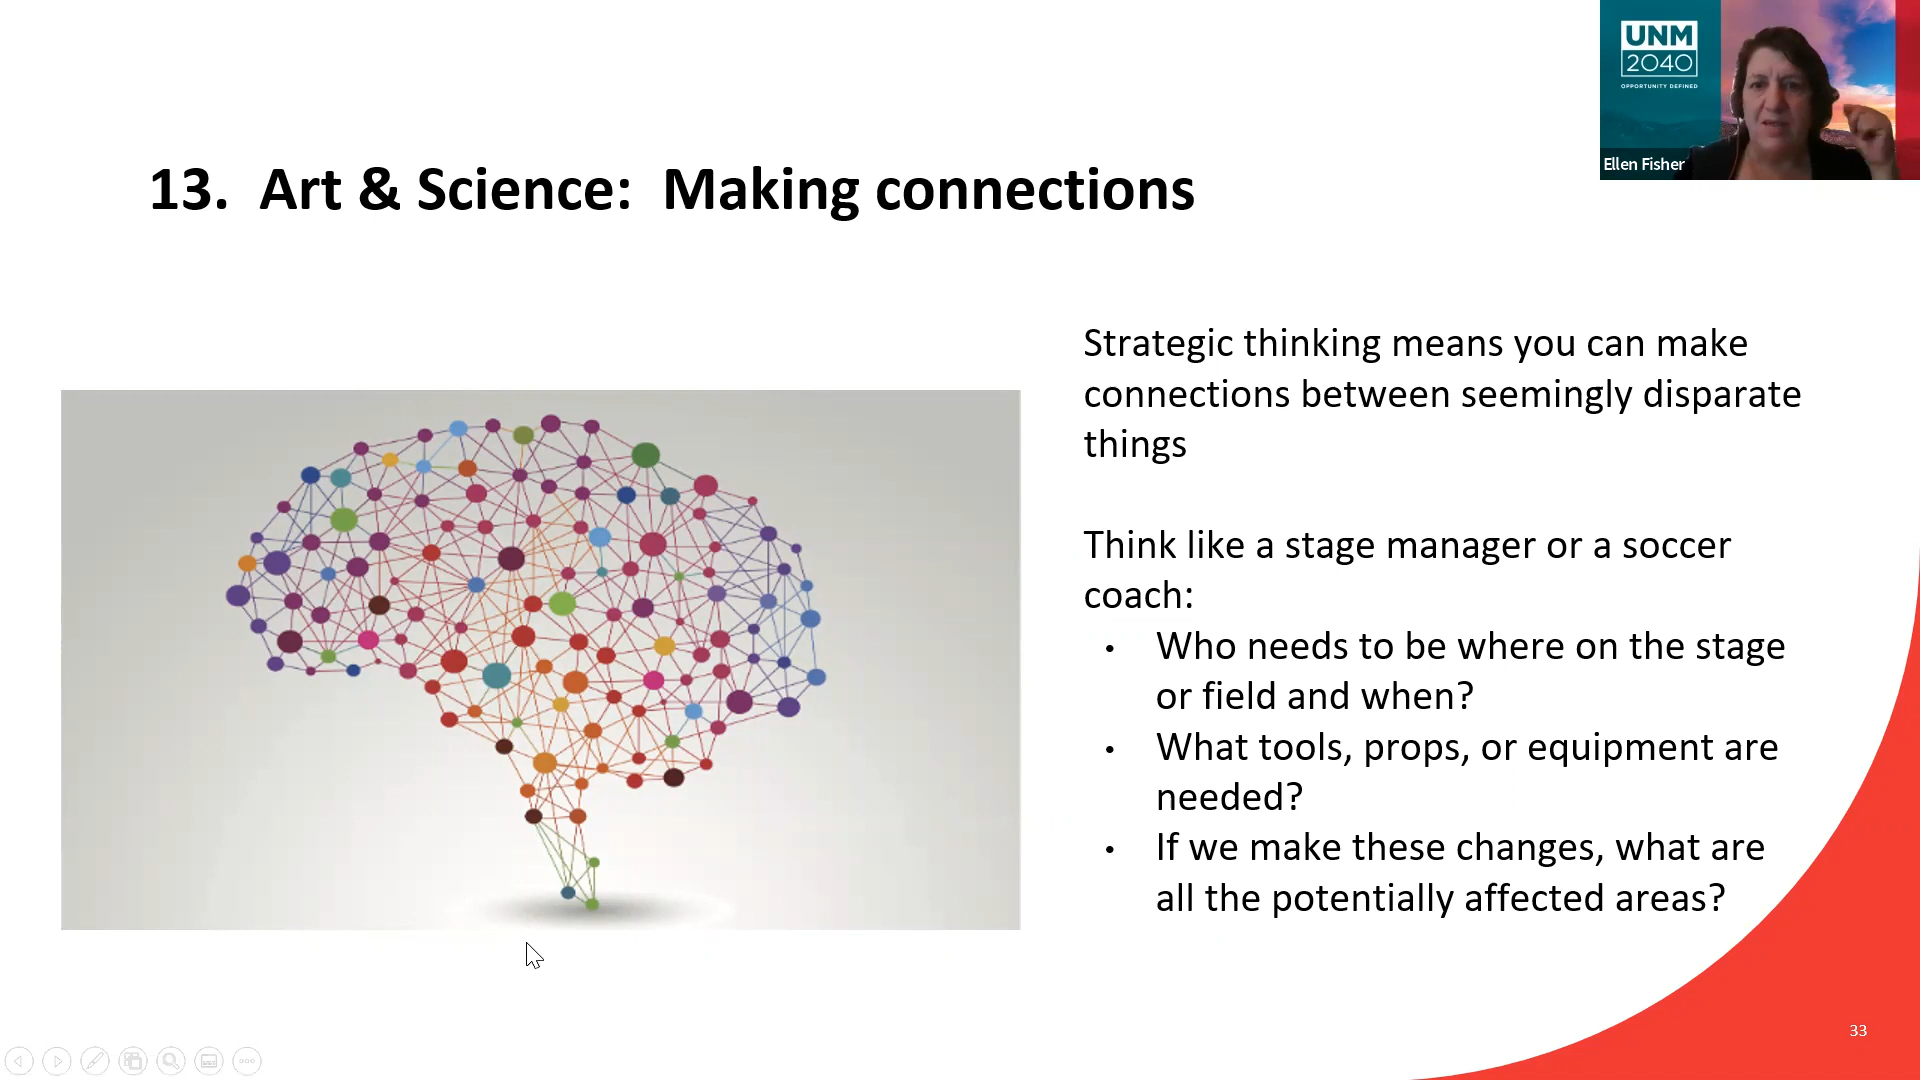 UNM
2040
OPPORTUNITY DEFINED
Ellen Fisher
13. Art & Science: Making connections
Strategic thinking means you can make
connections between seemingly disparate
things
Think like a stage manager or a soccer
coach:
• Who needs to be where on the stage
or field and when?
• What tools, props, or equipment are
needed?
• If we make these changes, what are
all the potentially affected areas?
33